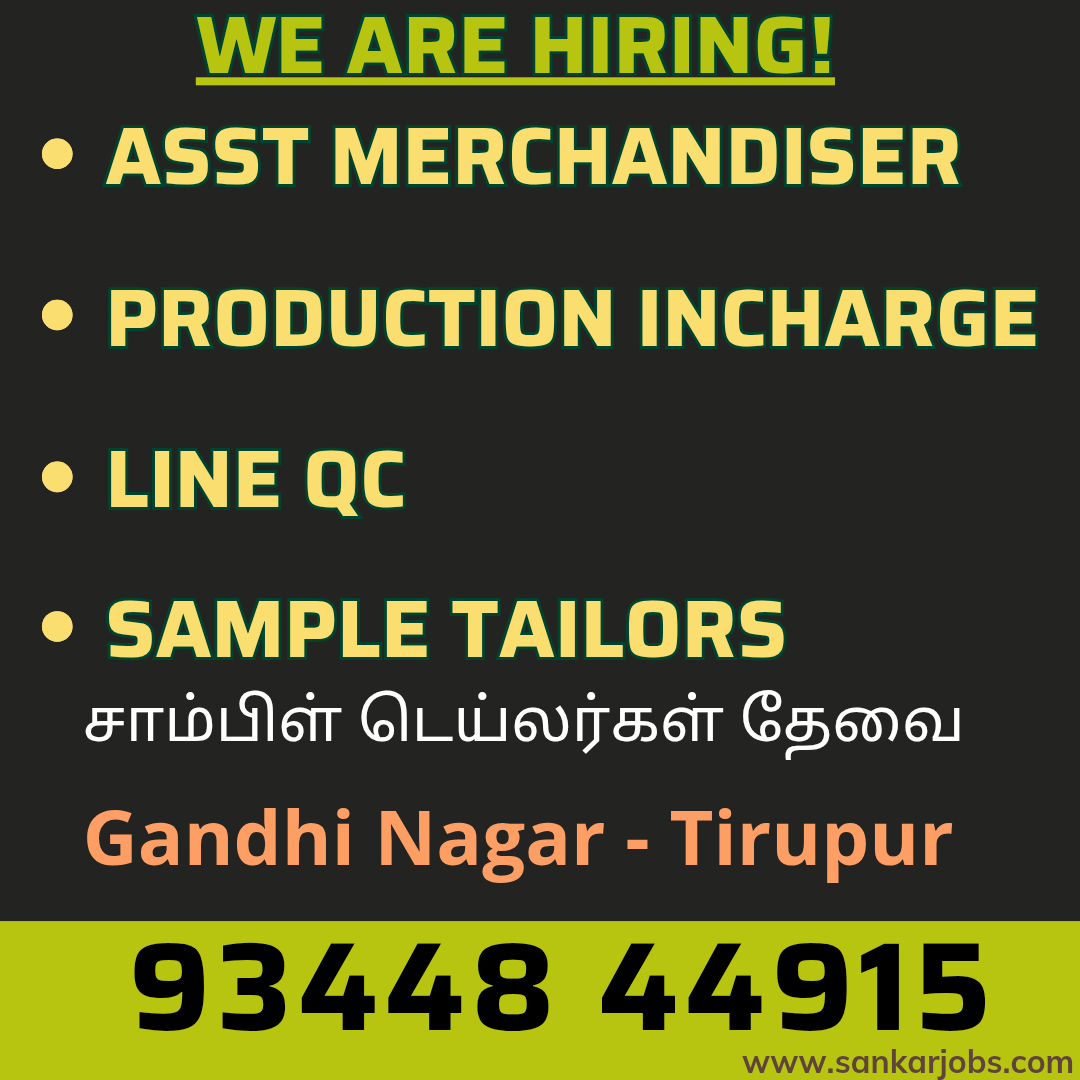 WE ARE HIRING!
• ASST MERCHANDISER
• PRODUCTION INCHARGE
• LINE QC
• SAMPLE TAILORS
சாம்பிள் டெய்லர்கள் தேவை
Gandhi Nagar - Tirupur
93448 44915
www.sankarjobs.com